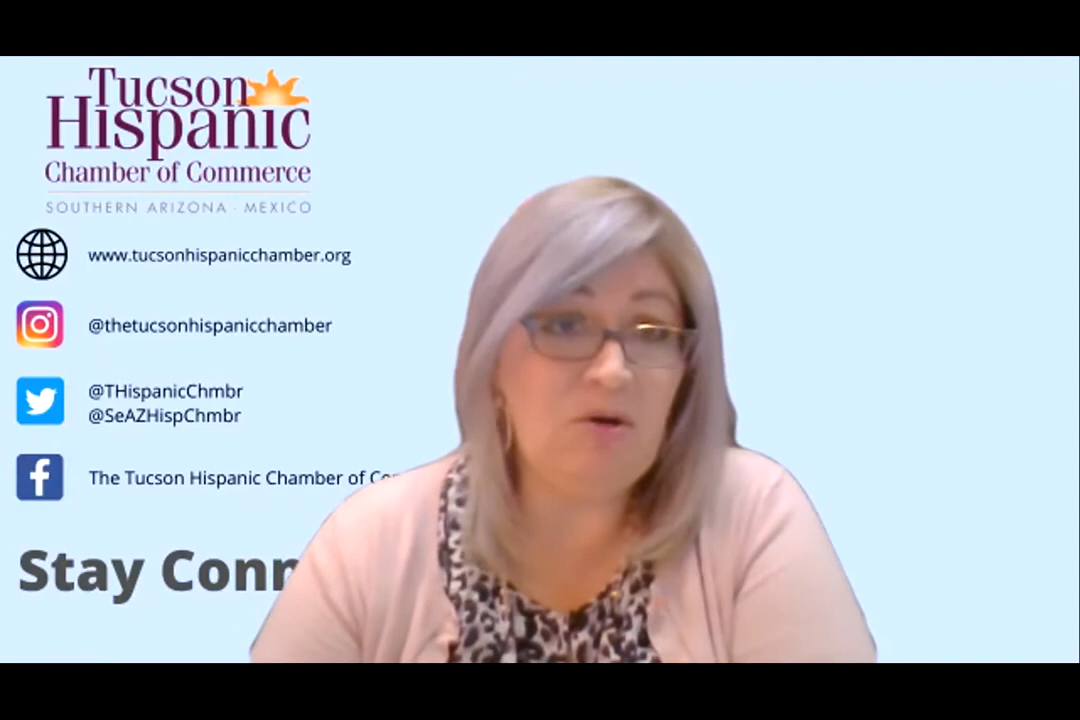 Tucson
Hispanic
Chamber of Commerce
SOUTHERN ARIZONA · MEXICO
www.tucsonhispanicchamber.org
@thetucsonhispanicchamber
@THispanicChmbr
@SeAZHispChmbr
The Tucson Hispanic Chamber of
Stay